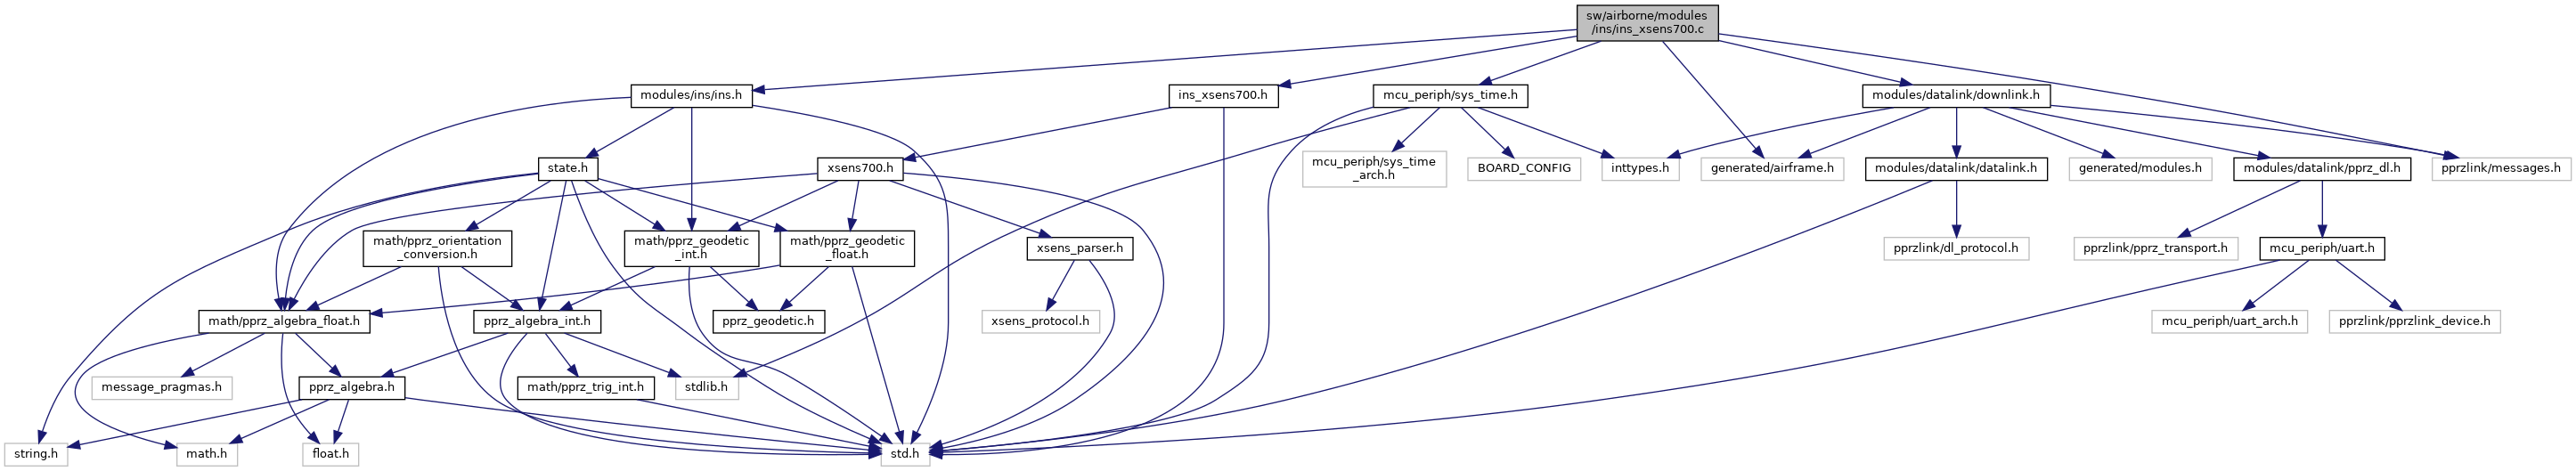 sw/airborne/modules
/ins/ins_xsens700.c
modules/ins/ins.h
ins_xsens700.h
mcu_periph/sys_time.h
modules/datalink/downlink.h
state.h
xsens700.h
mcu_periph/sys_time
_arch.h
BOARD_CONFIG
inttypes.h
generated/airframe.h
modules/datalink/datalink.h
generated/modules.h
modules/datalink/pprz_dl.h
pprzlink/messages.h
math/pprz_orientation
_conversion.h
math/pprz_geodetic
_int.h
math/pprz_geodetic
_float.h
xsens_parser.h
pprzlink/dl_protocol.h
pprzlink/pprz_transport.h
mcu_periph/uart.h
math/pprz_algebra_float.h
pprz_algebra_int.h
pprz_geodetic.h
xsens_protocol.h
mcu_periph/uart_arch.h
pprzlink/pprzlink_device.h
message_pragmas.h
pprz_algebra.h
math/pprz_trig_int.h
stdlib.h
string.h
math.h
float.h
std.h